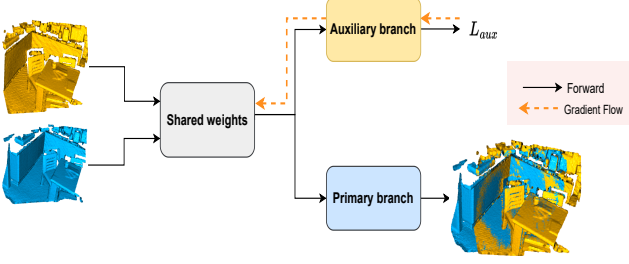 Auxiliary branch
L_aux
Forward
Gradient Flow
Shared weights
Primary branch